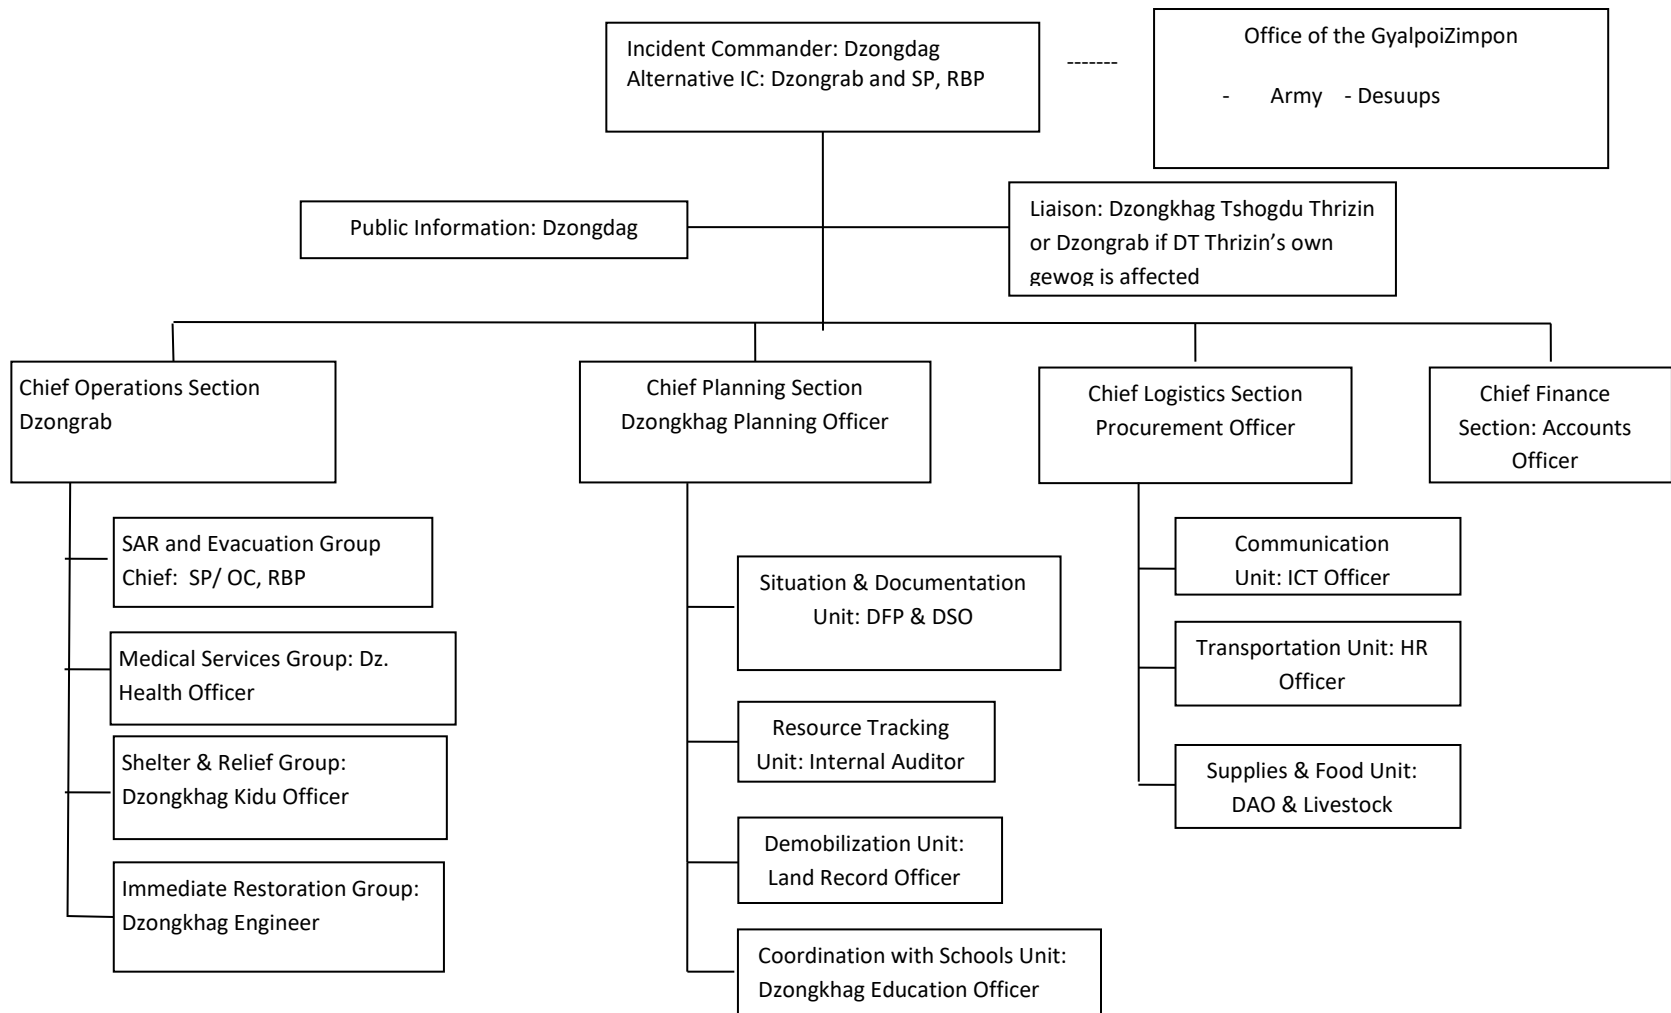 Incident Commander: Dzongdag
Alternative IC: Dzongrab and SP, RBP
-------
Office of the GyalpoiZimpon
- Army - Desuups
Public Information: Dzongdag
Liaison: Dzongkhag Tshogdu Thrizin
or Dzongrab if DT Thrizin’s own
gewog is affected
Chief Operations Section
Dzongrab
Chief Planning Section
Dzongkhag Planning Officer
Chief Logistics Section
Procurement Officer
Chief Finance
Section: Accounts
Officer
SAR and Evacuation Group
Chief: SP/ OC, RBP
Medical Services Group: Dz.
Health Officer
Shelter & Relief Group:
Dzongkhag Kidu Officer
Immediate Restoration Group:
Dzongkhag Engineer
Situation & Documentation
Unit: DFP & DSO
Resource Tracking
Unit: Internal Auditor
Demobilization Unit:
Land Record Officer
Coordination with Schools Unit:
Dzongkhag Education Officer
Communication
Unit: ICT Officer
Transportation Unit: HR
Officer
Supplies & Food Unit:
DAO & Livestock